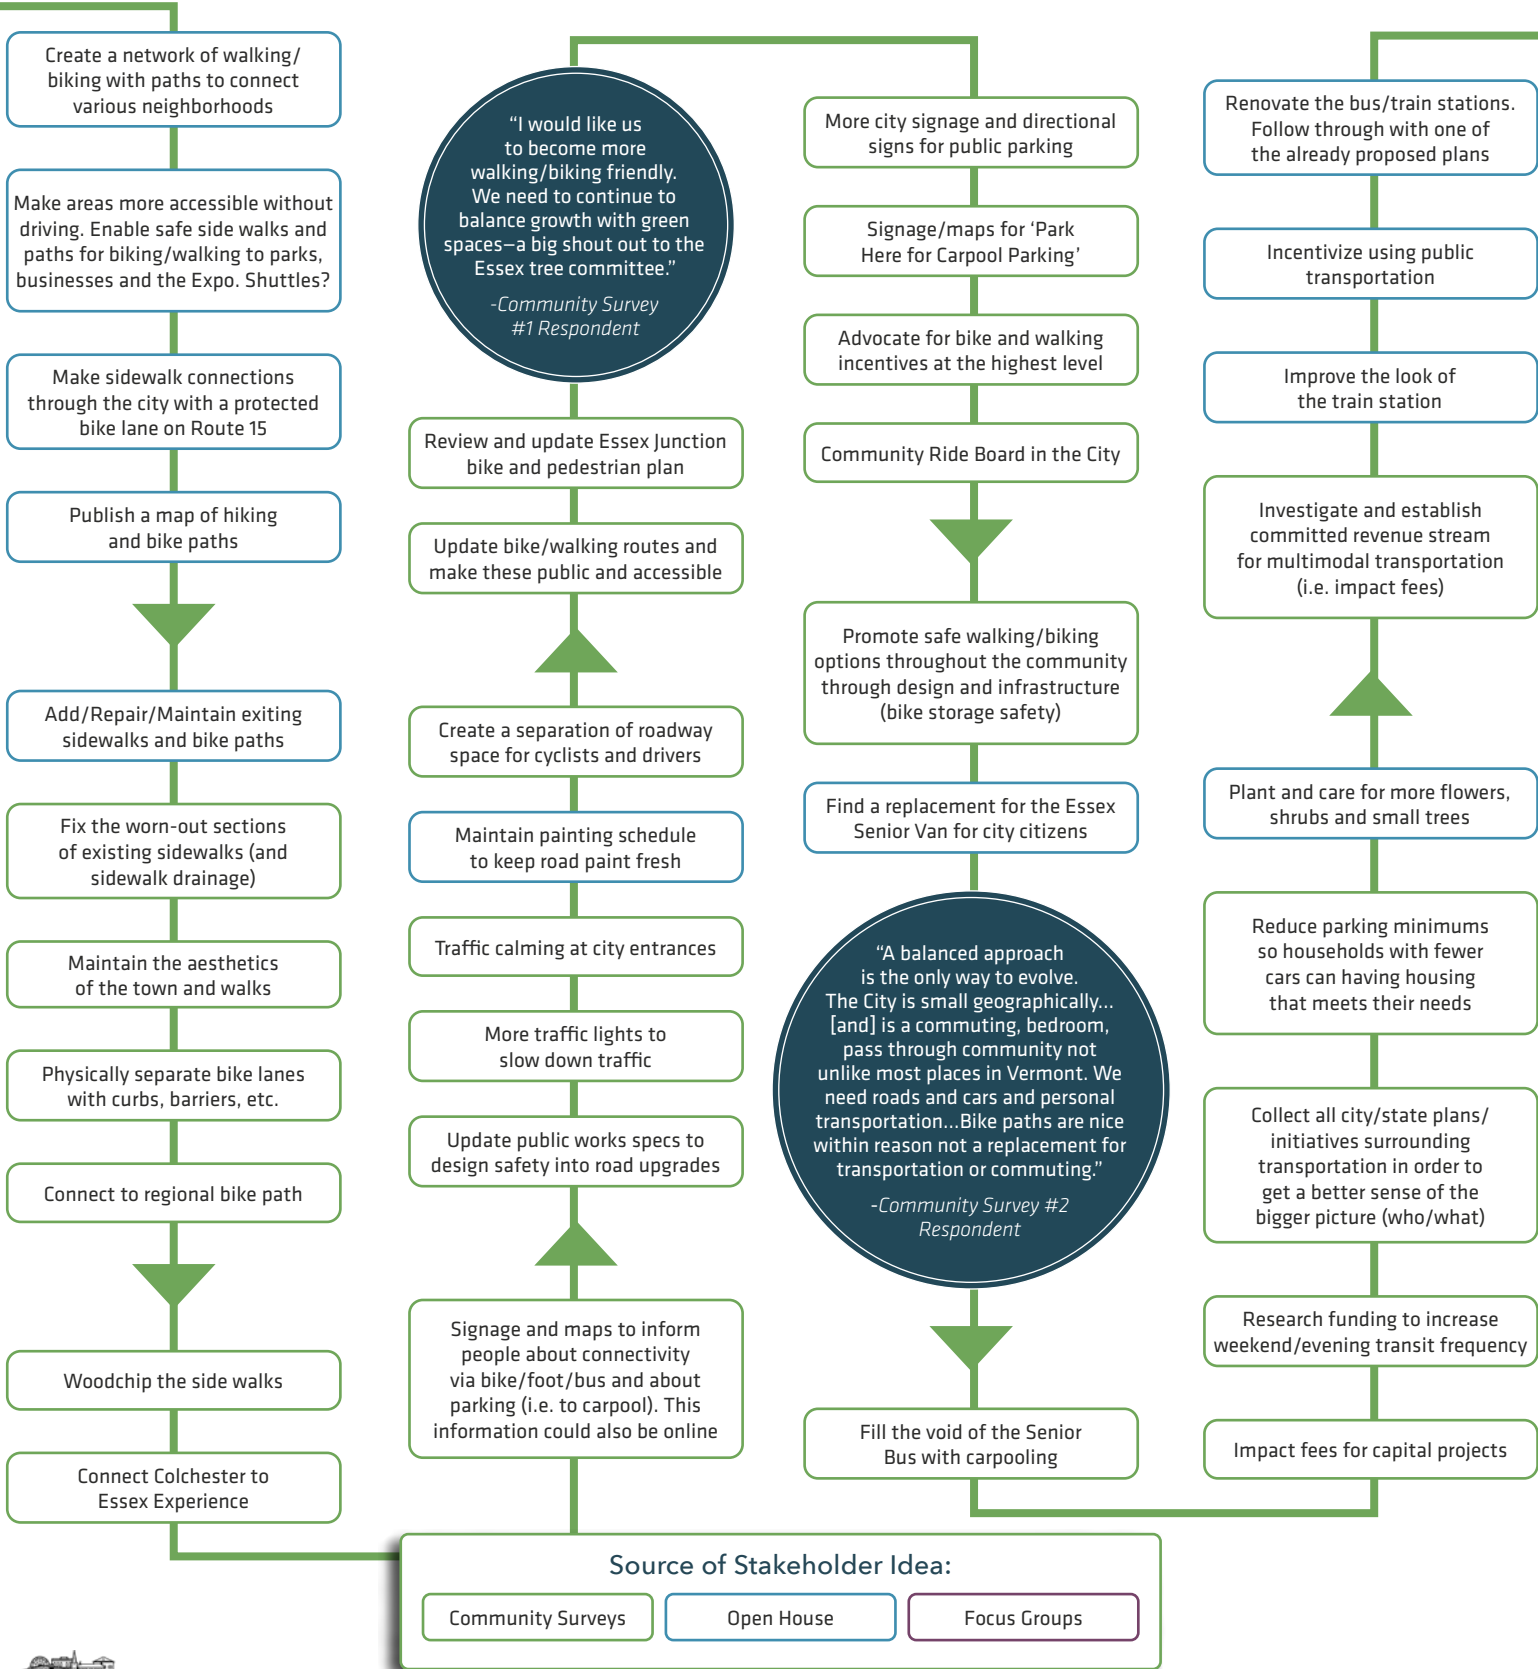 Create a network of walking/
biking with paths to connect
various neighborhoods
Make areas more accessible without
driving. Enable safe side walks and
paths for biking/walking to parks,
businesses and the Expo. Shuttles?
Make sidewalk connections
through the city with a protected
bike lane on Route 15
Publish a map of hiking
and bike paths
Add/Repair/Maintain exiting
sidewalks and bike paths
Fix the worn-out sections
of existing sidewalks (and
sidewalk drainage)
Maintain the aesthetics
of the town and walks
Physically separate bike lanes
with curbs, barriers, etc.
Connect to regional bike path
Woodchip the side walks
Connect Colchester to
Essex Experience
“I would like us
to become more
walking/biking friendly.
We need to continue to
balance growth with green
spaces—a big shout out to the
Essex tree committee.”
-Community Survey
#1 Respondent
Review and update Essex Junction
bike and pedestrian plan
Update bike/walking routes and
make these public and accessible
Create a separation of roadway
space for cyclists and drivers
Maintain painting schedule
to keep road paint fresh
Traffic calming at city entrances
More traffic lights to
slow down traffic
Update public works specs to
design safety into road upgrades
Signage and maps to inform
people about connectivity
via bike/foot/bus and about
parking (i.e. to carpool). This
information could also be online
More city signage and directional
signs for public parking
Signage/maps for ‘Park
Here for Carpool Parking’
Advocate for bike and walking
incentives at the highest level
Community Ride Board in the City
Promote safe walking/biking
options throughout the community
through design and infrastructure
(bike storage safety)
Find a replacement for the Essex
Senior Van for city citizens
“A balanced approach
is the only way to evolve.
The City is small geographically...
[and] is a commuting, bedroom,
pass through community not
unlike most places in Vermont. We
need roads and cars and personal
transportation...Bike paths are nice
within reason not a replacement for
transportation or commuting.”
-Community Survey #2
Respondent
Fill the void of the Senior
Bus with carpooling
Renovate the bus/train stations.
Follow through with one of
the already proposed plans
Incentivize using public
transportation
Improve the look of
the train station
Investigate and establish
committed revenue stream
for multimodal transportation
(i.e. impact fees)
Plant and care for more flowers,
shrubs and small trees
Reduce parking minimums
so households with fewer
cars can having housing
that meets their needs
Collect all city/state plans/
initiatives surrounding
transportation in order to
get a better sense of the
bigger picture (who/what)
Research funding to increase
weekend/evening transit frequency
Impact fees for capital projects
Source of Stakeholder Idea:
Community Surveys
Open House
Focus Groups